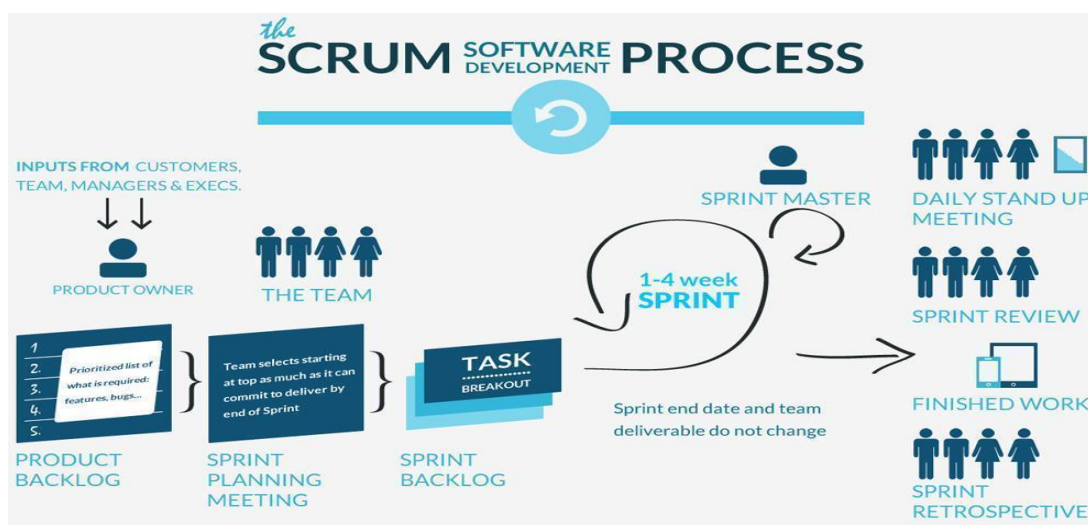 the
SCRUM SOFTWARE DEVELOPMENT PROCESS
INPUTS FROM CUSTOMERS,
TEAM, MANAGERS & EXECS.
PRODUCT OWNER
THE TEAM
1
2.
3.
4.
5.
Prioritized list of
what is required:
features, bugs...
PRODUCT
BACKLOG
Team selects starting
at top as much as it can
commit to deliver by
end of Sprint
SPRINT
PLANNING
MEETING
TASK
BREAKOUT
SPRINT
BACKLOG
1-4 week
SPRINT
SPRINT MASTER
Sprint end date and team
deliverable do not change
DAILY STAND UP
MEETING
SPRINT REVIEW
FINISHED WORK
SPRINT
RETROSPECTIVE